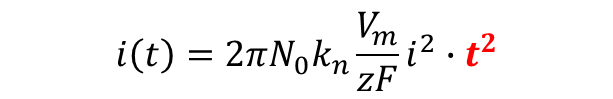 i(t) = 2πN₀kₙ Vₘ/zF i² · t²